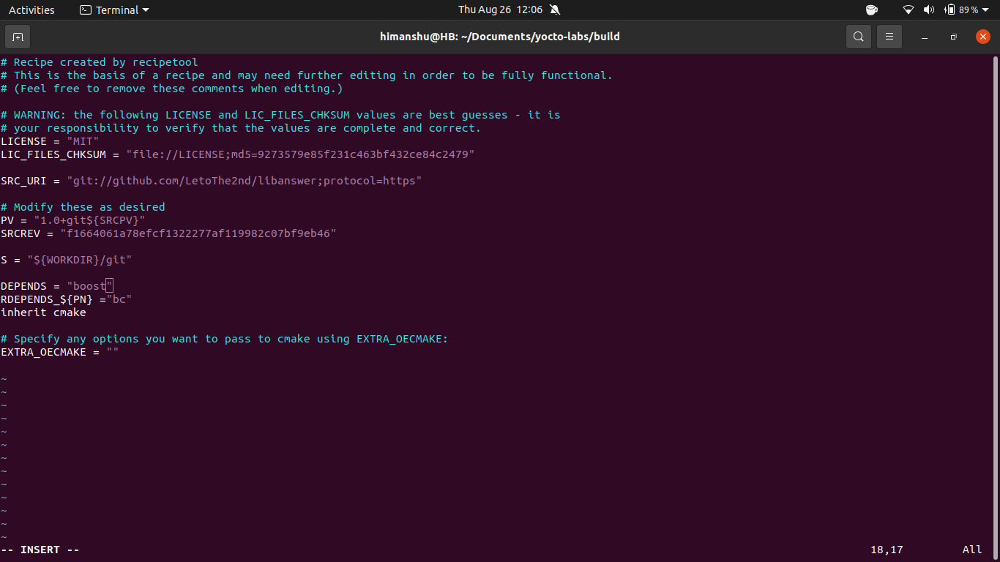 Activities Terminal Thu Aug 26 12:06 89%
himanshu@HB: ~/Documents/yocto-labs/build
# Recipe created by recipetool
# This is the basis of a recipe and may need further editing in order to be fully functional.
# (Feel free to remove these comments when editing.)
# WARNING: the following LICENSE and LIC_FILES_CHKSUM values are best guesses - it is
# your responsibility to verify that the values are complete and correct.
LICENSE = "MIT"
LIC_FILES_CHKSUM = "file://LICENSE;md5=9273579e85f231c463bf432ce84c2479"
SRC_URI = "git://github.com/LetoThe2nd/libanswer;protocol=https"
# Modify these as desired
PV = "1.0+git${SRCPV}"
SRCREV = "f1664061a78efcf1322277af119982c07bf9eb46"
S = "${WORKDIR}/git"
DEPENDS = "boost"
RDEPENDS_${PN} ="bc"
inherit cmake
# Specify any options you want to pass to cmake using EXTRA_OECMAKE:
EXTRA_OECMAKE = ""
~
~
~
~
~
~
~
~
~
~
~
~
~
-- INSERT -- 18,17 All